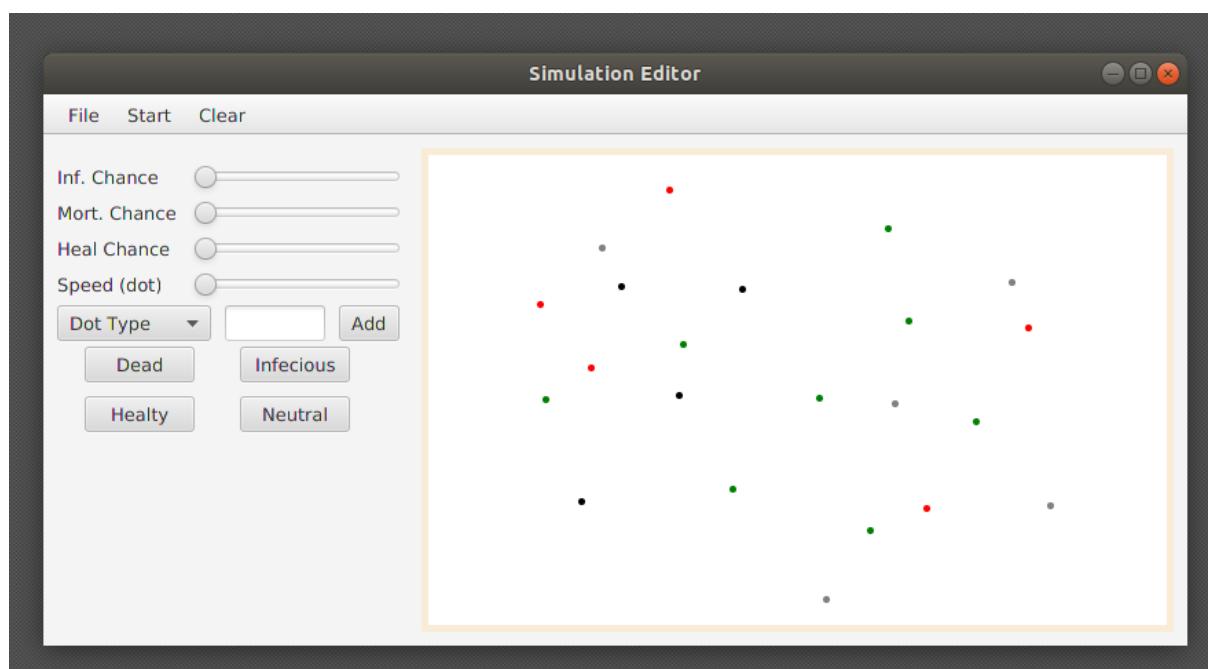 Simulation Editor
File Start Clear
Inf. Chance
Mort. Chance
Heal Chance
Speed (dot)
Dot Type Add
Dead Infecious
Healty Neutral